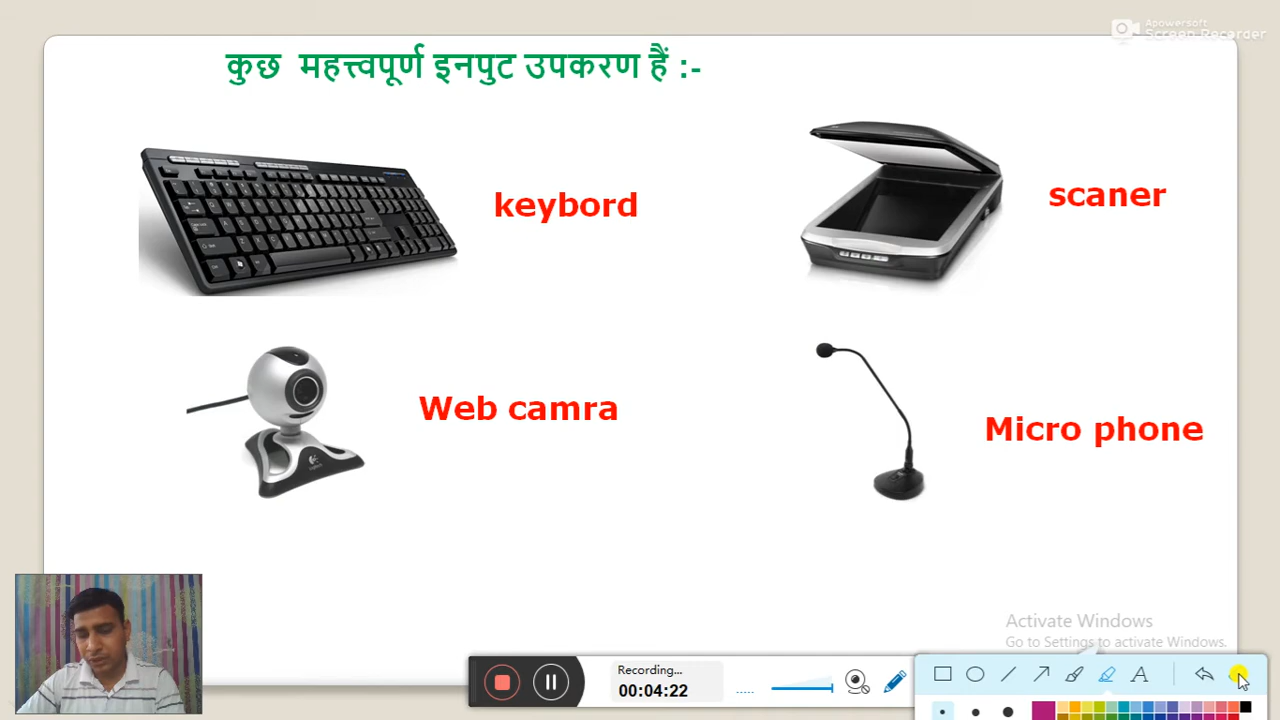 Apowersoft
Screen Recorder
कुछ महत्त्वपूर्ण इनपुट उपकरण हैं :-
keybord
scaner
Web camra
Micro phone
Activate Windows
Go to Settings to activate Windows.
Recording...
00:04:22
A